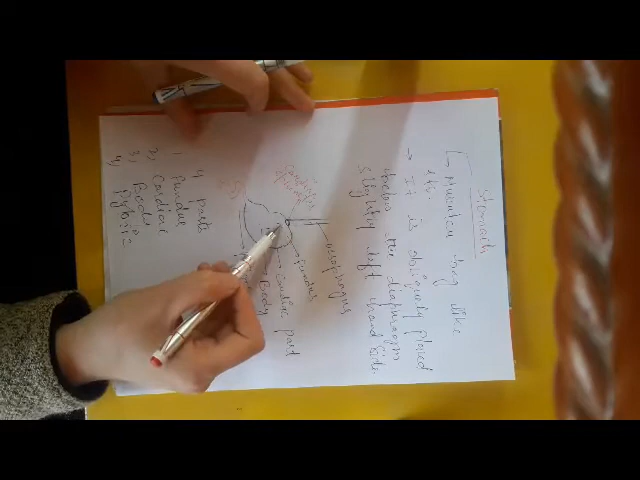 Stomach
Muscular bag like
str.
→ It is obliquely placed
below the diaphragm
slightly left hand side
oesophagus
Fundus
Cardiac part
Body
4 parts
1, Fundus
2, Cardiac
3, Body
4,